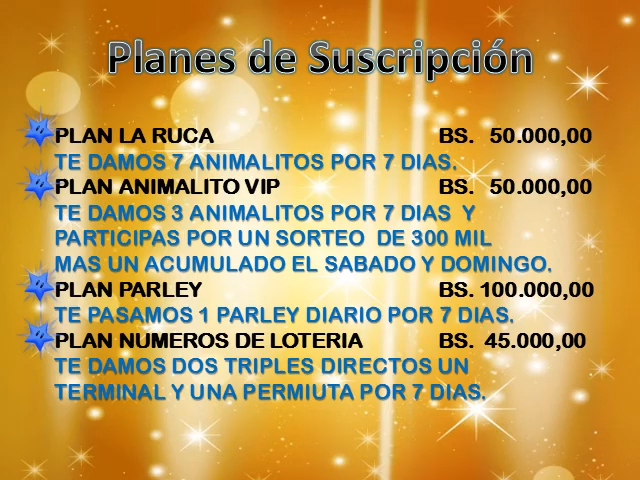 Planes de Suscripción
PLAN LA RUCA BS. 50.000,00
TE DAMOS 7 ANIMALITOS POR 7 DIAS.
PLAN ANIMALITO VIP BS. 50.000,00
TE DAMOS 3 ANIMALITOS POR 7 DIAS Y
PARTICIPAS POR UN SORTEO DE 300 MIL
MAS UN ACUMULADO EL SABADO Y DOMINGO.
PLAN PARLEY BS. 100.000,00
TE PASAMOS 1 PARLEY DIARIO POR 7 DIAS.
PLAN NUMEROS DE LOTERIA BS. 45.000,00
TE DAMOS DOS TRIPLES DIRECTOS UN
TERMINAL Y UNA PERMIUTA POR 7 DIAS.